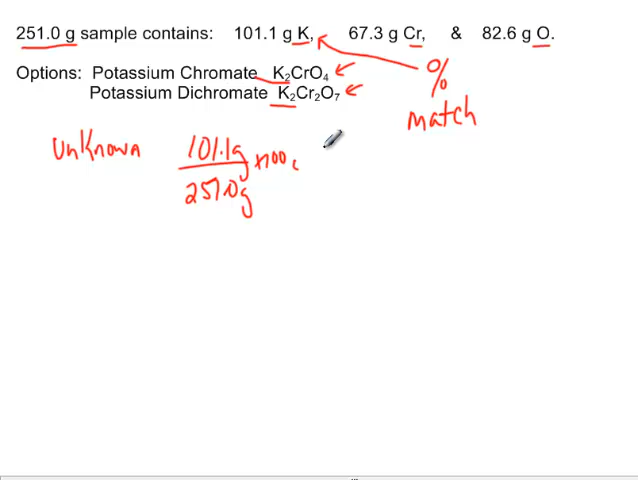 251.0 g sample contains: 101.1 g K, 67.3 g Cr, & 82.6 g O.
Options: Potassium Chromate K₂CrO₄
Potassium Dichromate K₂Cr₂O₇
%
match
Unknown 101.1g x100
251.0g